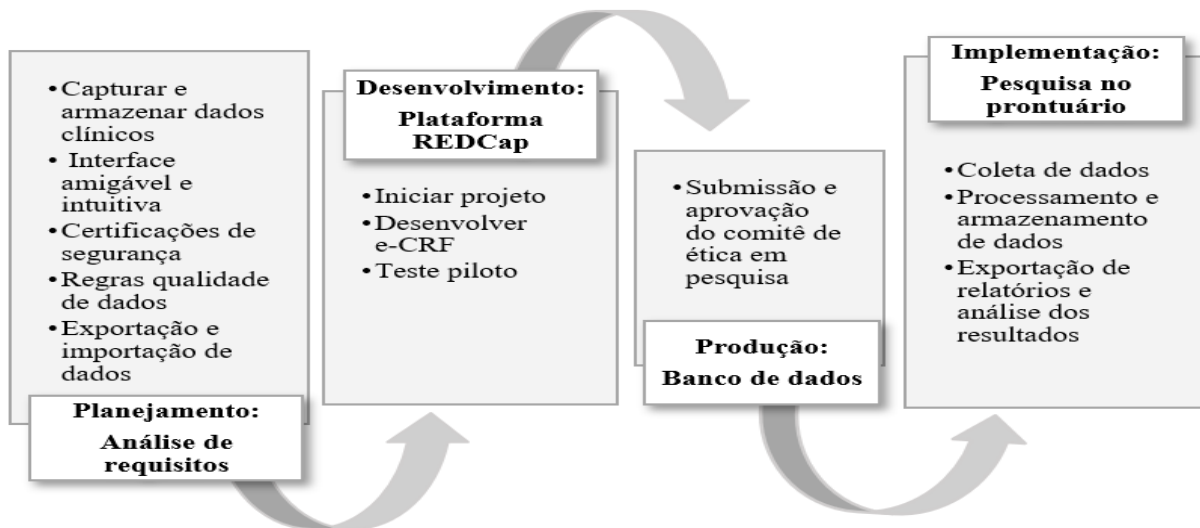 •Capturar e
armazenar dados
clínicos
• Interface
amigável e
intuitiva
•Certificações de
segurança
•Regras qualidade
de dados
•Exportação e
importação de
dados
Planejamento:
Análise de
requisitos
Desenvolvimento:
Plataforma
REDCap
•Iniciar projeto
•Desenvolver
e-CRF
•Teste piloto
•Submissão e
aprovação
do comitê de
ética em
pesquisa
Produção:
Banco de dados
Implementação:
Pesquisa no
prontuário
•Coleta de dados
•Processamento e
armazenamento
de dados
•Exportação de
relatórios e
análise dos
resultados